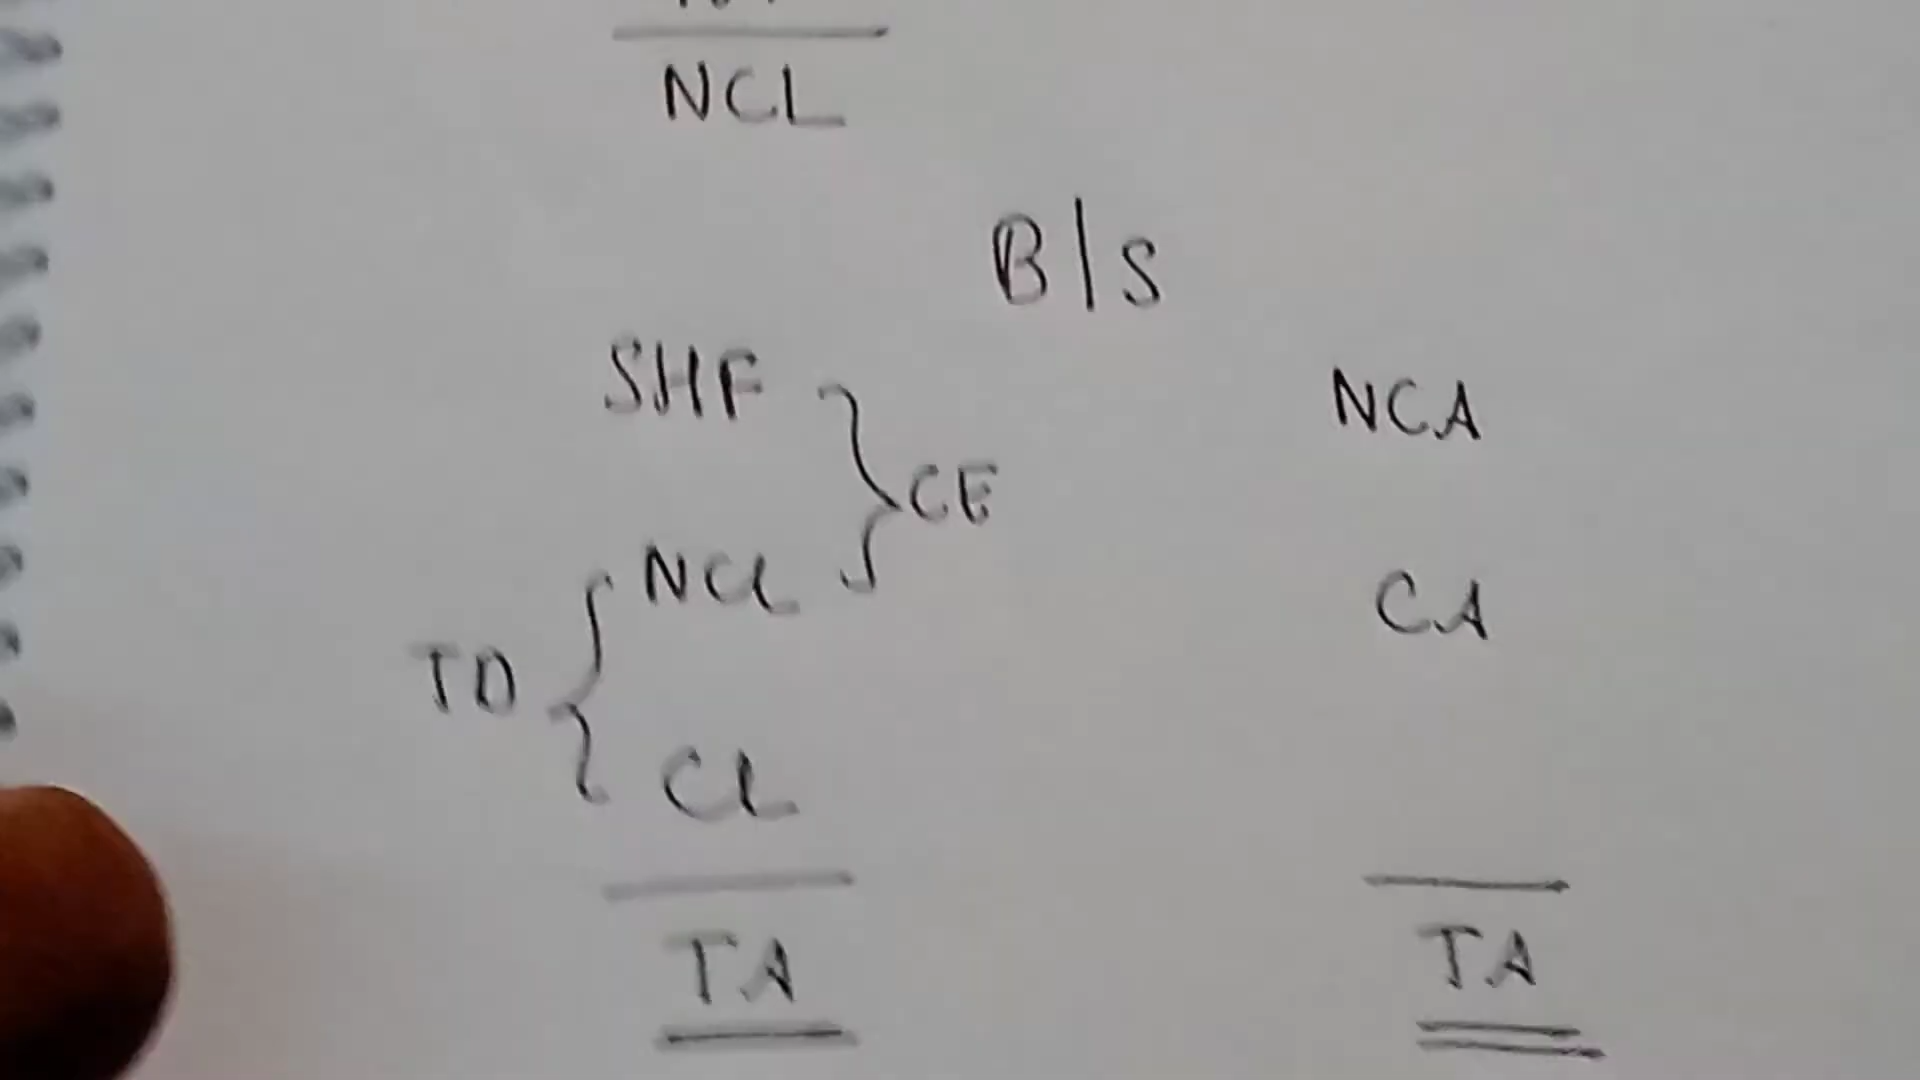 NCL
B|S
SHF NCA
CE
NCL CA
TD
CL
TA TA